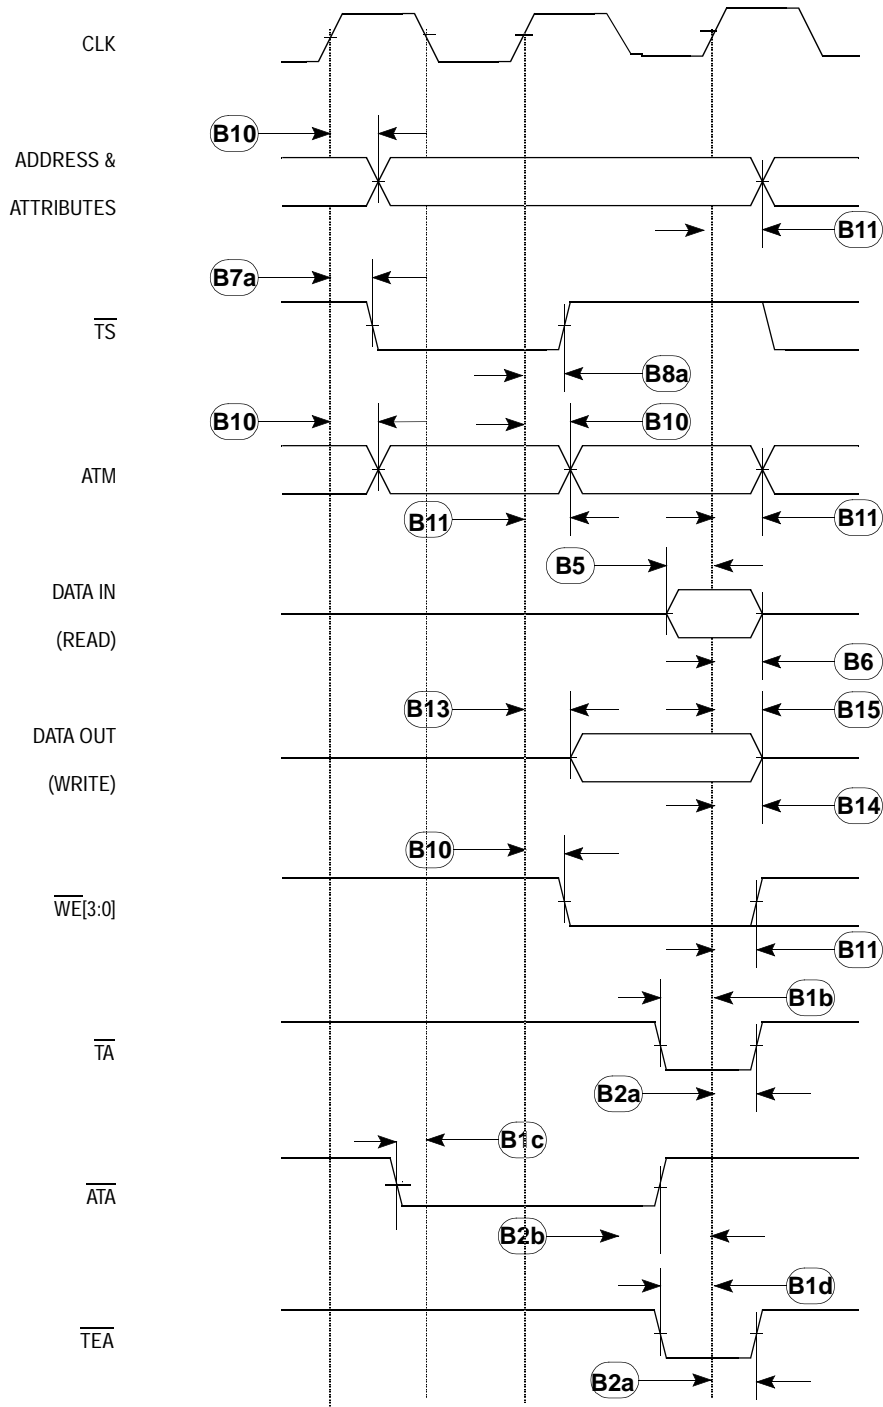 CLK
B10
ADDRESS &
ATTRIBUTES
B11
B7a
TS
B8a
B10
B10
ATM
B11
B11
B5
DATA IN
(READ)
B6
B13
B15
DATA OUT
(WRITE)
B14
B10
WE[3:0]
B11
B1b
TA
B2a
B1c
ATA
B2b
B1d
TEA
B2a